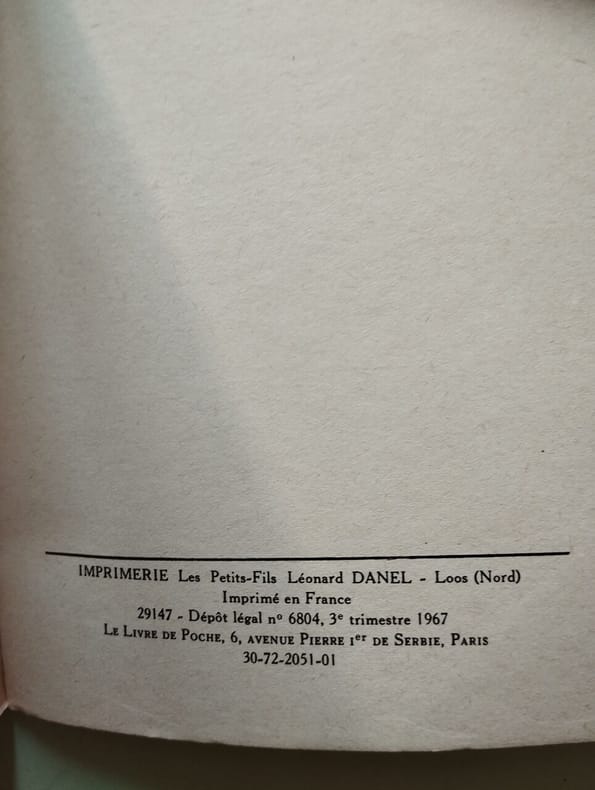 IMPRIMERIE Les Petits-Fils Léonard DANEL - Loos (Nord)
Imprimé en France
29147 - Dépôt légal nº 6804, 3ᵉ trimestre 1967
LE LIVRE DE POCHE, 6, AVENUE PIERRE Iᵉʳ DE SERBIE, PARIS
30-72-2051-01